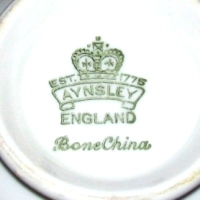 EST. 1775
AYNSLEY
ENGLAND
Bone China